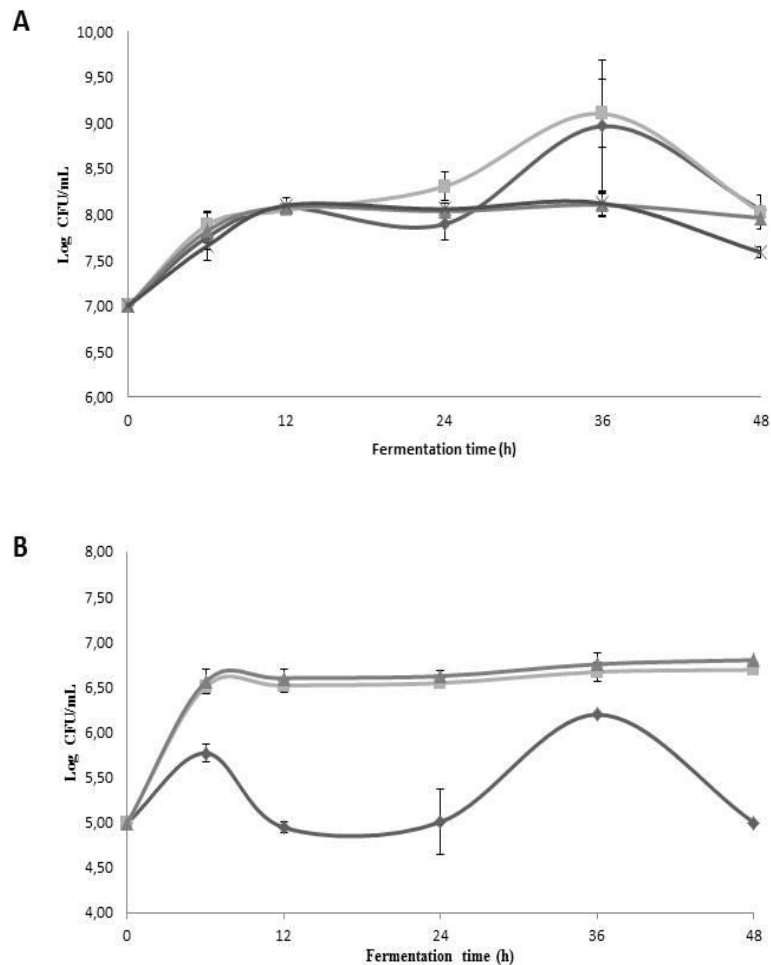 A
Log CFU/mL
10,00
9,50
9,00
8,50
8,00
7,50
7,00
6,50
6,00
0 12 24 36 48
Fermentation time (h)
B
Log CFU/mL
8,00
7,50
7,00
6,50
6,00
5,50
5,00
4,50
4,00
0 12 24 36 48
Fermentation time (h)